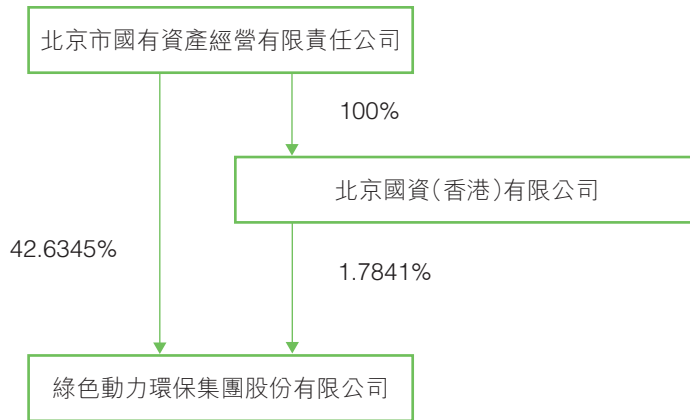 北京市國有資產經營有限責任公司
100%
北京國資(香港)有限公司
42.6345%
1.7841%
綠色動力環保集團股份有限公司